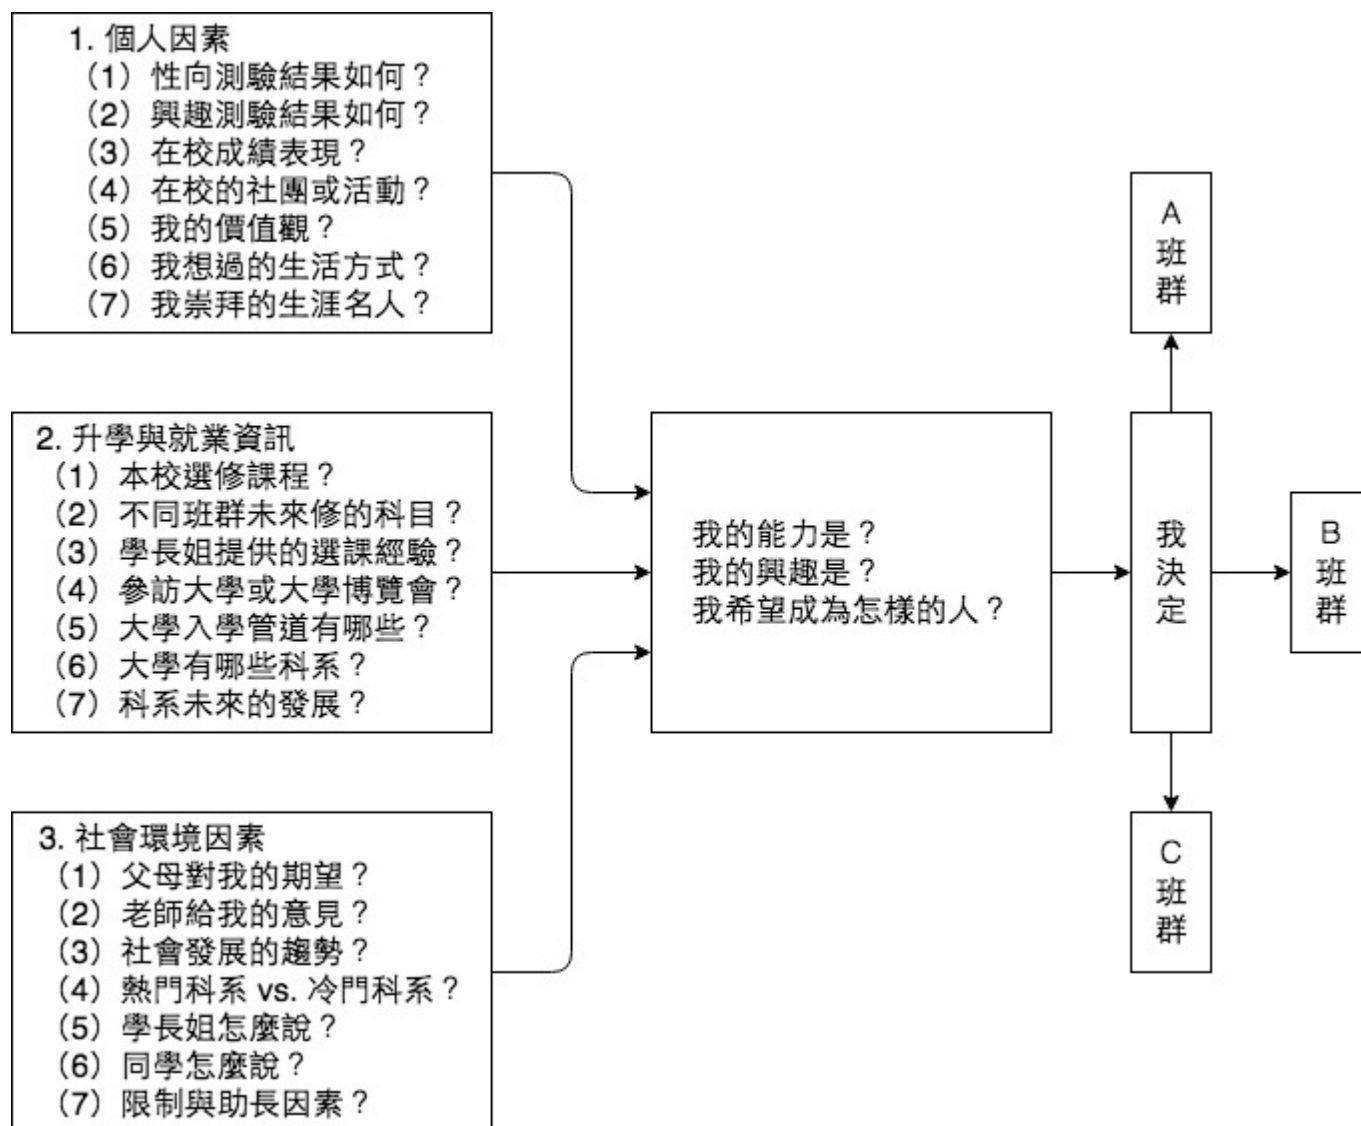 1. 個人因素
（1）性向測驗結果如何？
（2）興趣測驗結果如何？
（3）在校成績表現？
（4）在校的社團或活動？
（5）我的價值觀？
（6）我想過的生活方式？
（7）我崇拜的生涯名人？
2. 升學與就業資訊
（1）本校選修課程？
（2）不同班群未來修的科目？
（3）學長姐提供的選課經驗？
（4）參訪大學或大學博覽會？
（5）大學入學管道有哪些？
（6）大學有哪些科系？
（7）科系未來的發展？
3. 社會環境因素
（1）父母對我的期望？
（2）老師給我的意見？
（3）社會發展的趨勢？
（4）熱門科系 vs. 冷門科系？
（5）學長姐怎麼說？
（6）同學怎麼說？
（7）限制與助長因素？
我的能力是？
我的興趣是？
我希望成為怎樣的人？
我決定
A班群
B班群
C班群